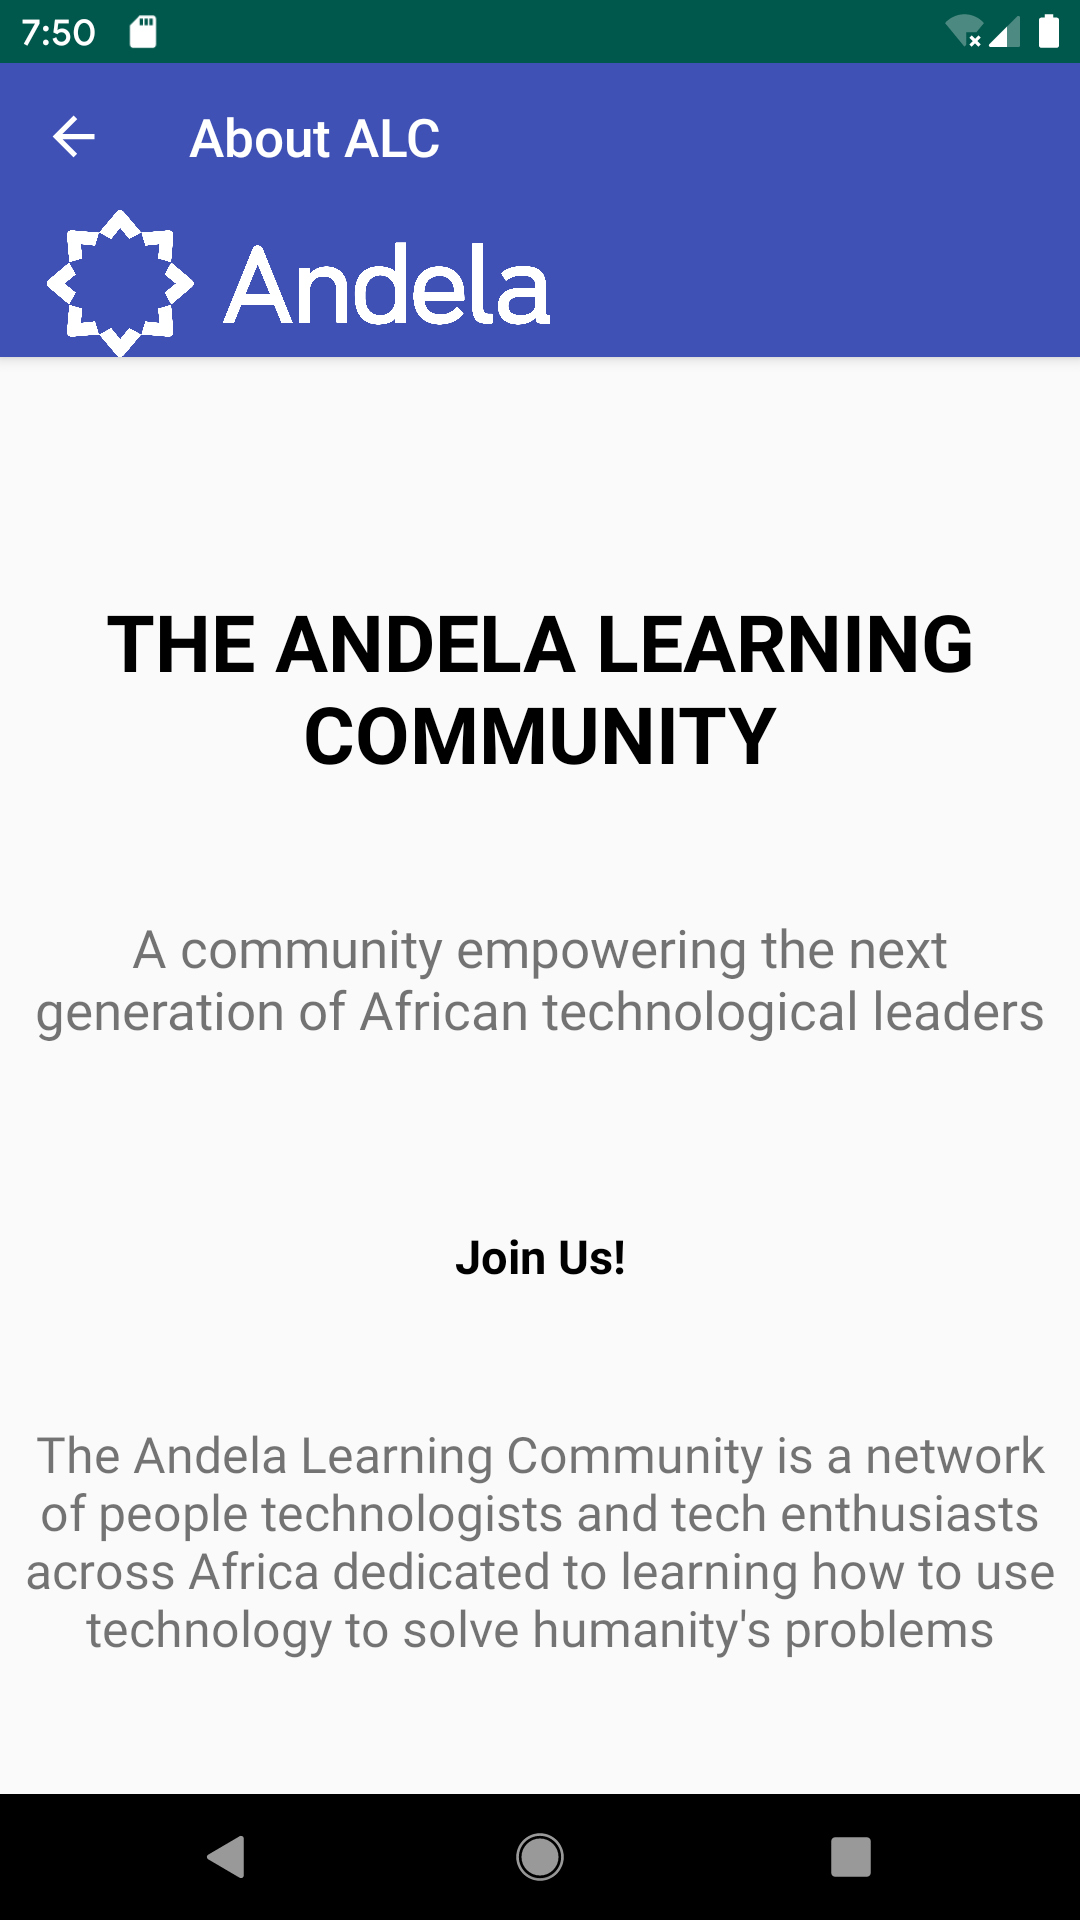 7:50
About ALC
Andela
THE ANDELA LEARNING
COMMUNITY
A community empowering the next
generation of African technological leaders
Join Us!
The Andela Learning Community is a network
of people technologists and tech enthusiasts
across Africa dedicated to learning how to use
technology to solve humanity's problems